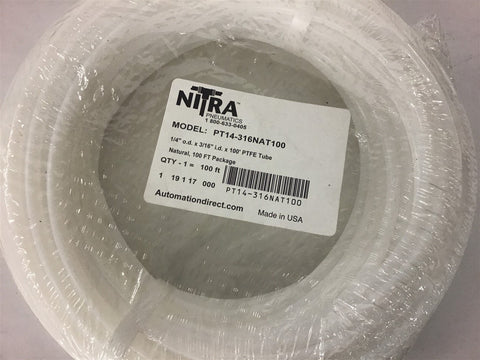 NITRA
PNEUMATICS
1 800-633-0405
MODEL: PT14-316NAT100
1/4" o.d. x 3/16" i.d x 100' PTFE Tube
Natural, 100 FT Package
QTY - 1 = 100 ft
1 19 1 17 000
PT14-316NAT100
Automationdirect.com
Made in USA